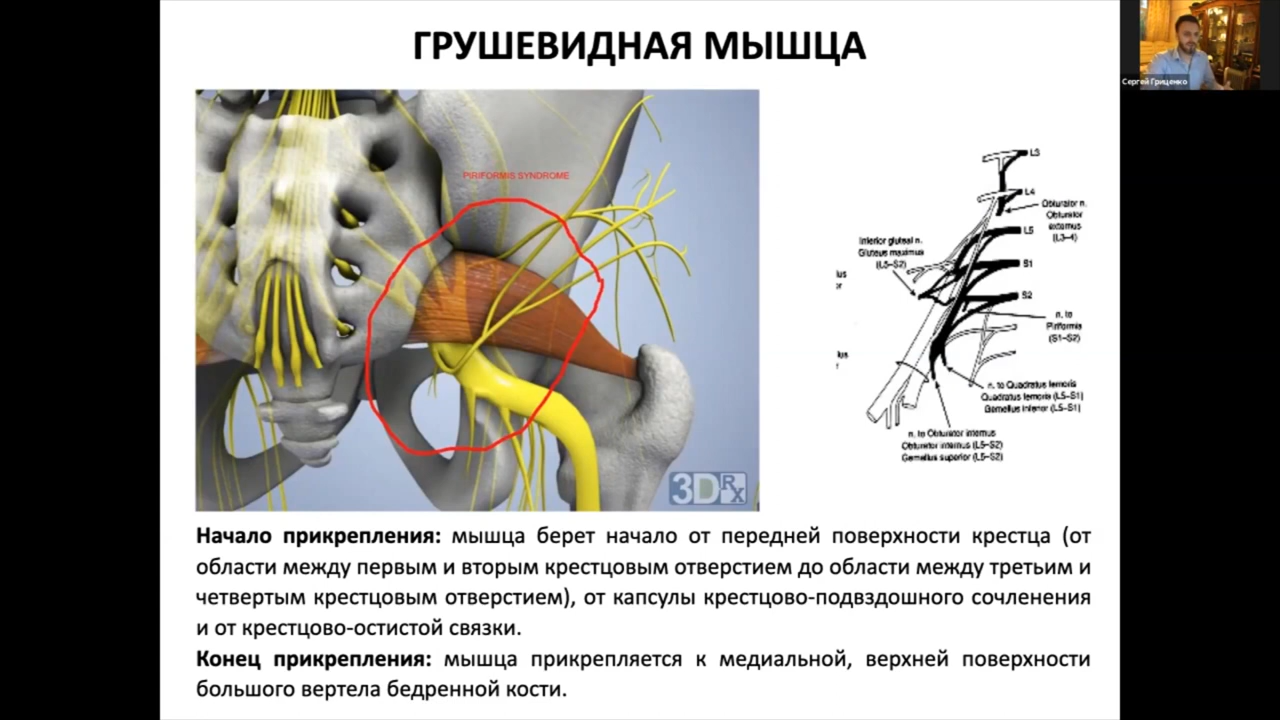 ГРУШЕВИДНАЯ МЫШЦА
Сергей Гриценко
PIRIFORMIS SYNDROME
3D Rx
L3
L4
Obturator n.
Obturator
externus
(L3–4)
L5
Inferior gluteal n.
Gluteus maximus
(L5–S2)
S1
S2
n. to
Piriformis
(S1–S2)
n. to Quadratus femoris
Quadratus femoris (L5–S1)
Gemellus inferior (L5–S1)
n. to Obturator internus
Obturator internus (L5–S2)
Gemellus superior (L5–S2)
Начало прикрепления: мышца берет начало от передней поверхности крестца (от
области между первым и вторым крестцовым отверстием до области между третьим и
четвертым крестцовым отверстием), от капсулы крестцово-подвздошного сочленения
и от крестцово-остистой связки.
Конец прикрепления: мышца прикрепляется к медиальной, верхней поверхности
большого вертела бедренной кости.